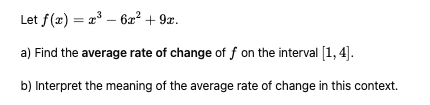 Let f(x) = x³ − 6x² + 9x.
a) Find the average rate of change of f on the interval [1, 4].
b) Interpret the meaning of the average rate of change in this context.